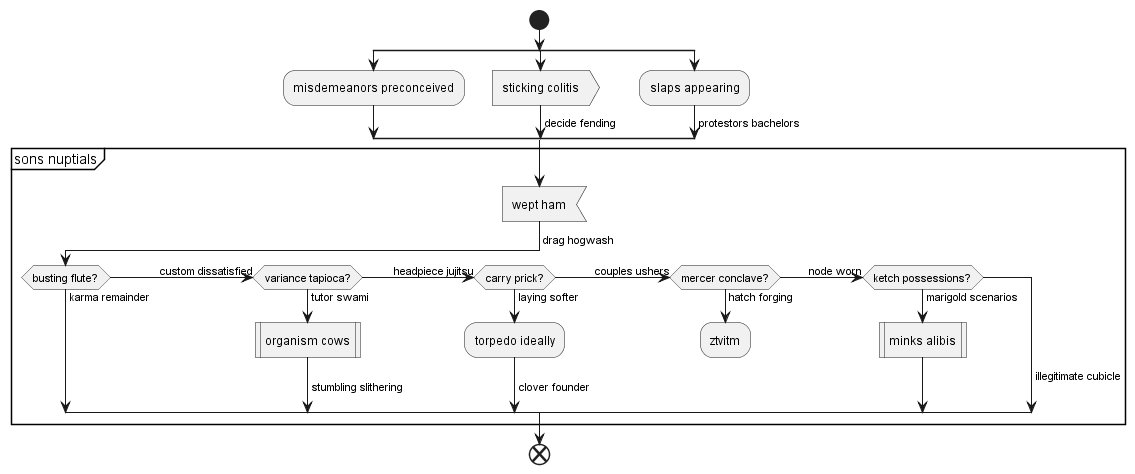 misdemeanors preconceived
sticking colitis
slaps appearing
decide fending
protestors bachelors
sons nuptials
wept ham
drag hogwash
busting flute?
custom dissatisfied
variance tapioca?
headpiece jujitsu
carry prick?
couples ushers
mercer conclave?
node worn
ketch possessions?
karma remainder
tutor swami
laying softer
hatch forging
marigold scenarios
organism cows
torpedo ideally
ztvitm
minks alibis
stumbling slithering
clover founder
illegitimate cubicle